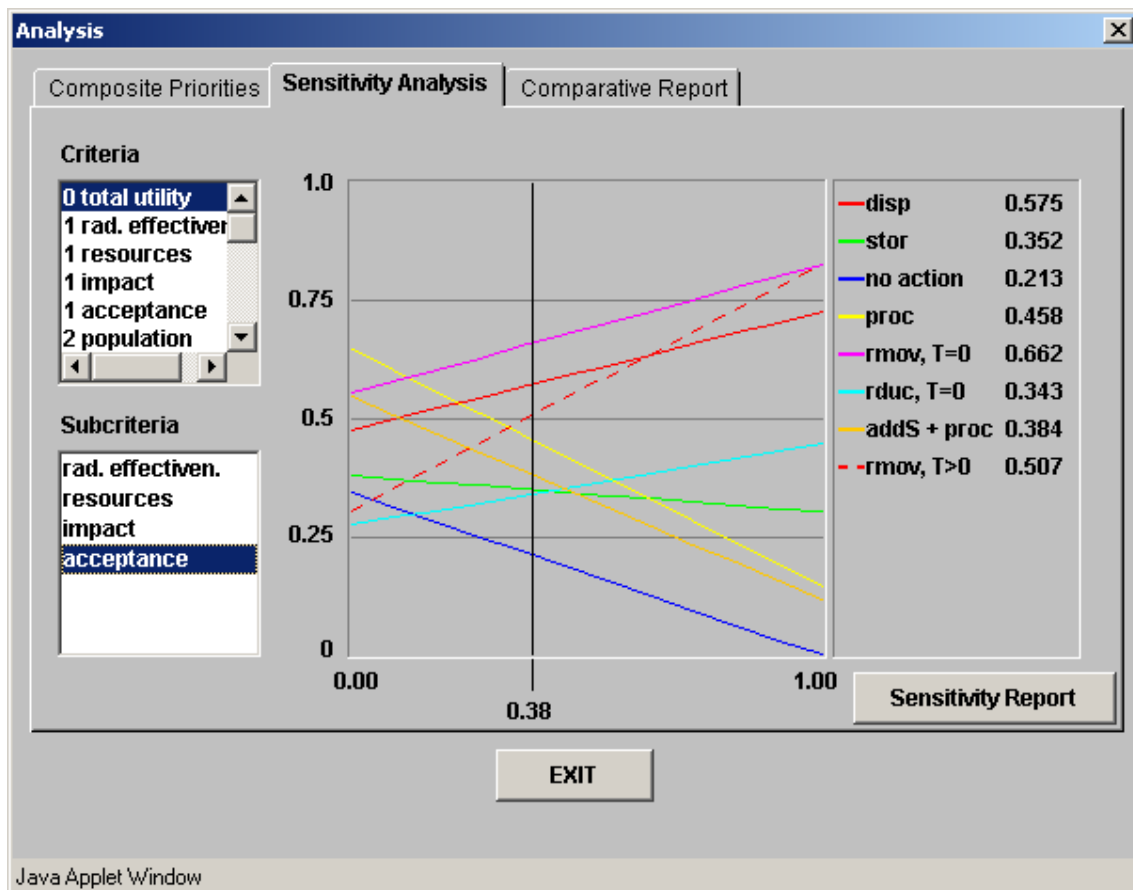 Analysis
Composite Priorities
Sensitivity Analysis
Comparative Report
Criteria
0 total utility
1 rad. effectiven
1 resources
1 impact
1 acceptance
2 population
Subcriteria
rad. effectiven.
resources
impact
acceptance
1.0
0.75
0.5
0.25
0
0.00
0.38
1.00
disp 0.575
stor 0.352
no action 0.213
proc 0.458
rmov, T=0 0.662
rduc, T=0 0.343
addS + proc 0.384
rmov, T>0 0.507
Sensitivity Report
EXIT
Java Applet Window